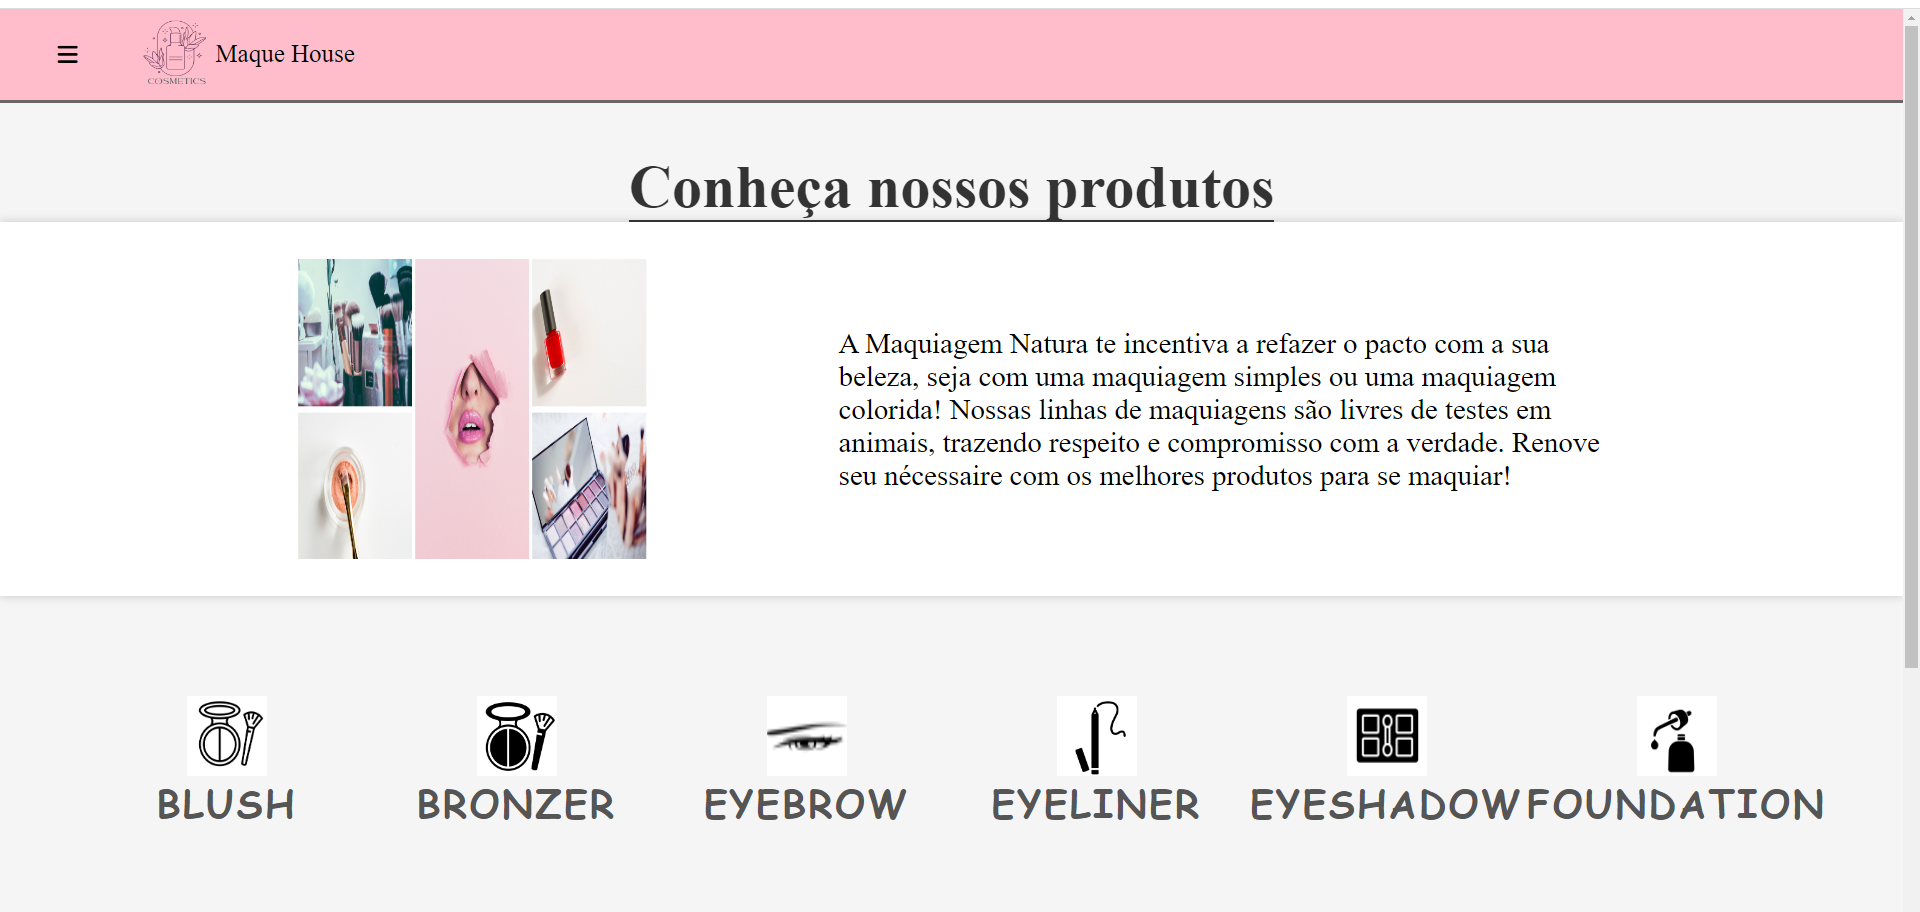 COSMETICS
Maque House
Conheça nossos produtos
A Maquiagem Natura te incentiva a refazer o pacto com a sua
beleza, seja com uma maquiagem simples ou uma maquiagem
colorida! Nossas linhas de maquiagens são livres de testes em
animais, trazendo respeito e compromisso com a verdade. Renove
seu nécessaire com os melhores produtos para se maquiar!
BLUSH
BRONZER
EYEBROW
EYELINER
EYESHADOW
FOUNDATION